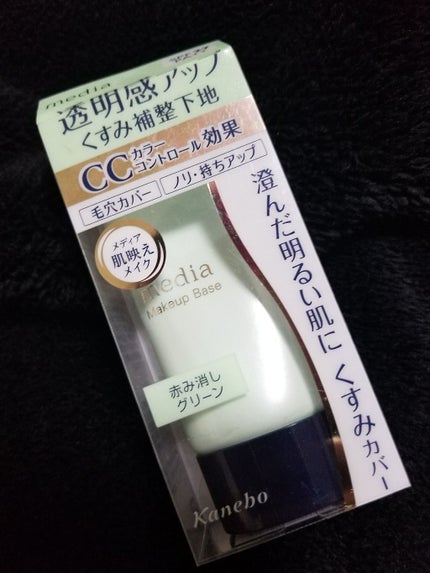 media
透明感アップ
くすみ補整下地
CCカラーコントロール効果
毛穴カバー
ノリ・持ちアップ
メディア
肌映え
メイク
media
Makeup Base
赤み消し
グリーン
Kanebo
澄んだ明るい肌に くすみカバー